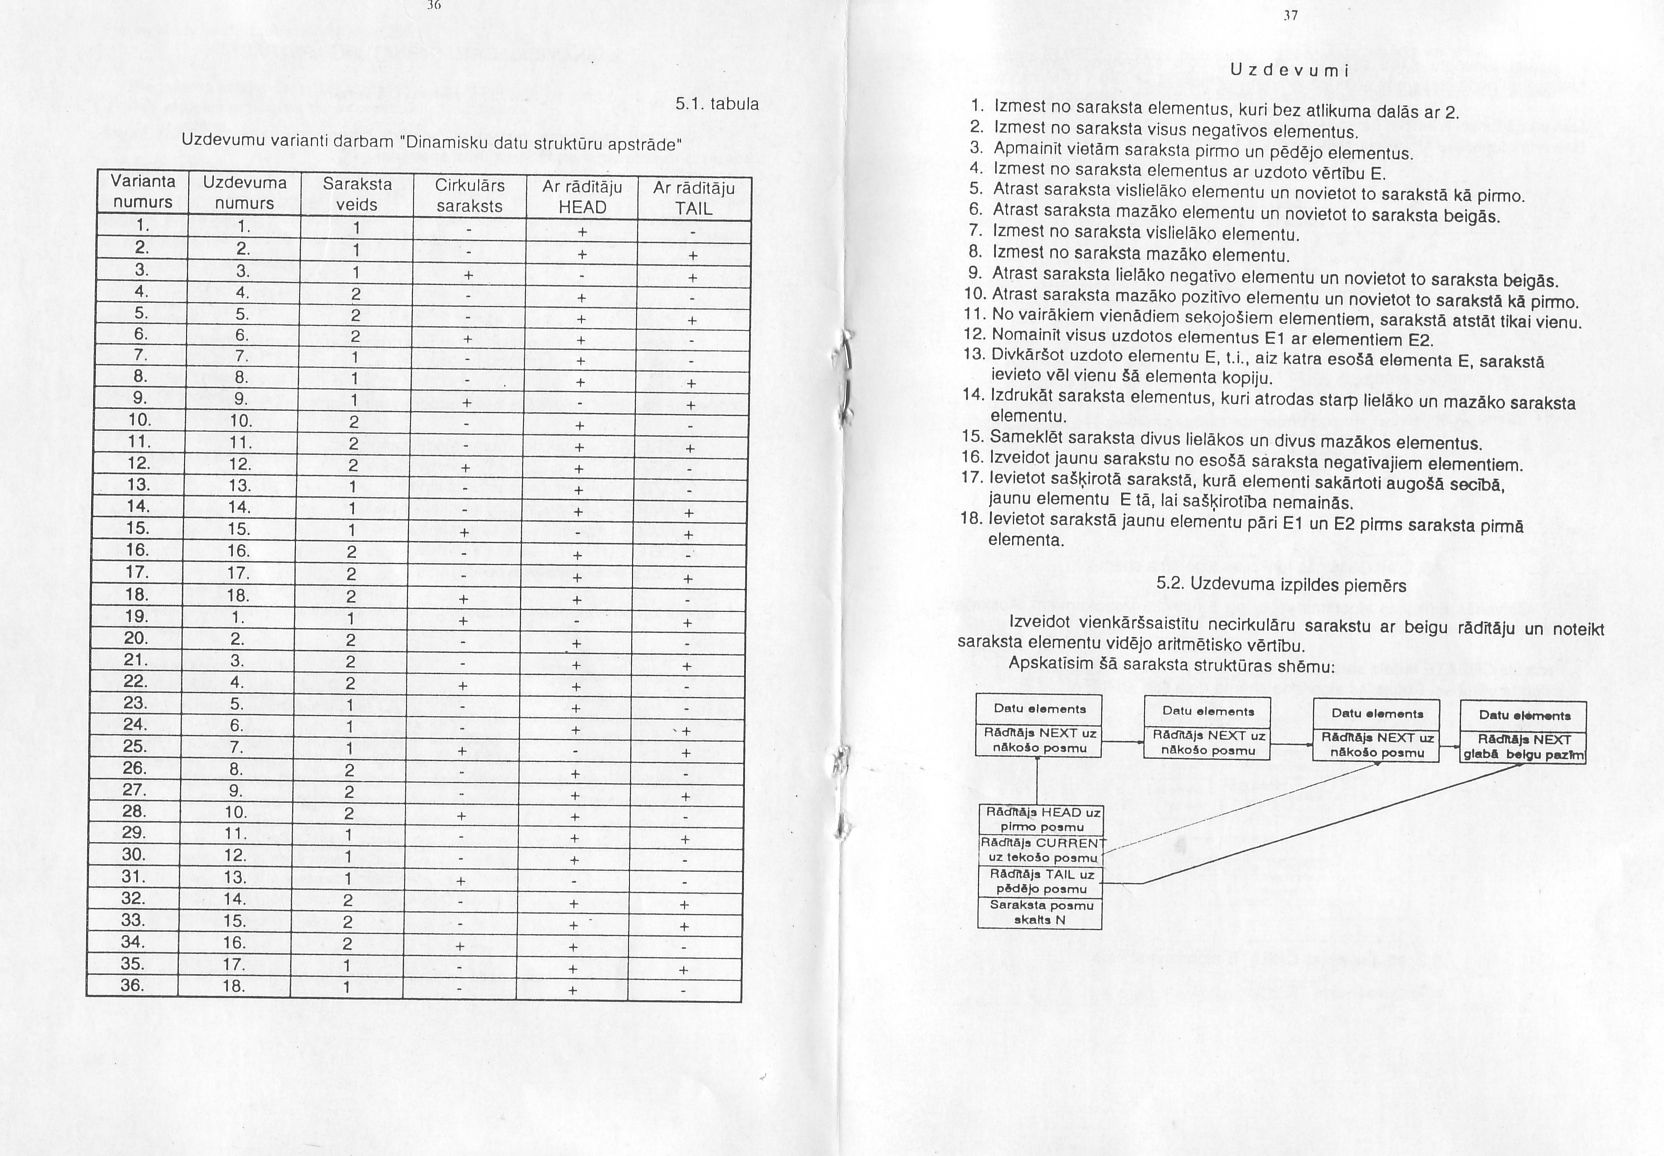 36
5.1. tabula
Uzdevumu varianti darbam "Dinamisku datu struktūru apstrāde"
Varianta numurs Uzdevuma numurs Saraksta veids Cirkulārs saraksts Ar rādītāju HEAD Ar rādītāju TAIL
1. 1. 1 - + -
2. 2. 1 - + +
3. 3. 1 + - +
4. 4. 2 - + -
5. 5. 2 - + +
6. 6. 2 + + -
7. 7. 1 - + -
8. 8. 1 - + +
9. 9. 1 + - +
10. 10. 2 - + -
11. 11. 2 - + +
12. 12. 2 + + -
13. 13. 1 - + -
14. 14. 1 - + +
15. 15. 1 + - +
16. 16. 2 - + -
17. 17. 2 - + +
18. 18. 2 + + -
19. 1. 1 + - +
20. 2. 2 - + -
21. 3. 2 - + +
22. 4. 2 + + -
23. 5. 1 - + -
24. 6. 1 - + +
25. 7. 1 + - +
26. 8. 2 - + -
27. 9. 2 - + +
28. 10. 2 + + -
29. 11. 1 - + +
30. 12. 1 - + -
31. 13. 1 + - -
32. 14. 2 - + +
33. 15. 2 - + +
34. 16. 2 + + -
35. 17. 1 - + +
36. 18. 1 - + -
37
Uzdevumi
1. Izmest no saraksta elementus, kuri bez atlikuma dalās ar 2.
2. Izmest no saraksta visus negatīvos elementus.
3. Apmainīt vietām saraksta pirmo un pēdējo elementus.
4. Izmest no saraksta elementus ar uzdoto vērtību E.
5. Atrast saraksta vislielāko elementu un novietot to sarakstā kā pirmo.
6. Atrast saraksta mazāko elementu un novietot to saraksta beigās.
7. Izmest no saraksta vislielāko elementu.
8. Izmest no saraksta mazāko elementu.
9. Atrast saraksta lielāko negatīvo elementu un novietot to saraksta beigās.
10. Atrast saraksta mazāko pozitīvo elementu un novietot to sarakstā kā pirmo.
11. No vairākiem vienādiem sekojošiem elementiem, sarakstā atstāt tikai vienu.
12. Nomainīt visus uzdotos elementus E1 ar elementiem E2.
13. Divkāršot uzdoto elementu E, t.i., aiz katra esošā elementa E, sarakstā
ievieto vēl vienu šā elementa kopiju.
14. Izdrukāt saraksta elementus, kuri atrodas starp lielāko un mazāko saraksta
elementu.
15. Sameklēt saraksta divus lielākos un divus mazākos elementus.
16. Izveidot jaunu sarakstu no esošā saraksta negatīvajiem elementiem.
17. Ievietot sašķirotā sarakstā, kurā elementi sakārtoti augošā secībā,
jaunu elementu E tā, lai sašķirotība nemainās.
18. Ievietot sarakstā jaunu elementu pāri E1 un E2 pirms saraksta pirmā
elementa.
5.2. Uzdevuma izpildes piemērs
Izveidot vienkāršsaistītu necirkulāru sarakstu ar beigu rādītāju un noteikt
saraksta elementu vidējo aritmētisko vērtību.
Apskatīsim šā saraksta struktūras shēmu:
Datu elements
Rādītājs NEXT uz
nākošo posmu
Datu elements
Rādītājs NEXT uz
nākošo posmu
Datu elements
Rādītājs NEXT uz
nākošo posmu
Datu elements
Rādītājs NEXT
glabā beigu pazīm
Rādītājs HEAD uz
pirmo posmu
Rādītājs CURRENT
uz tekošo posmu
Rādītājs TAIL uz
pēdējo posmu
Saraksta posmu
skaits N